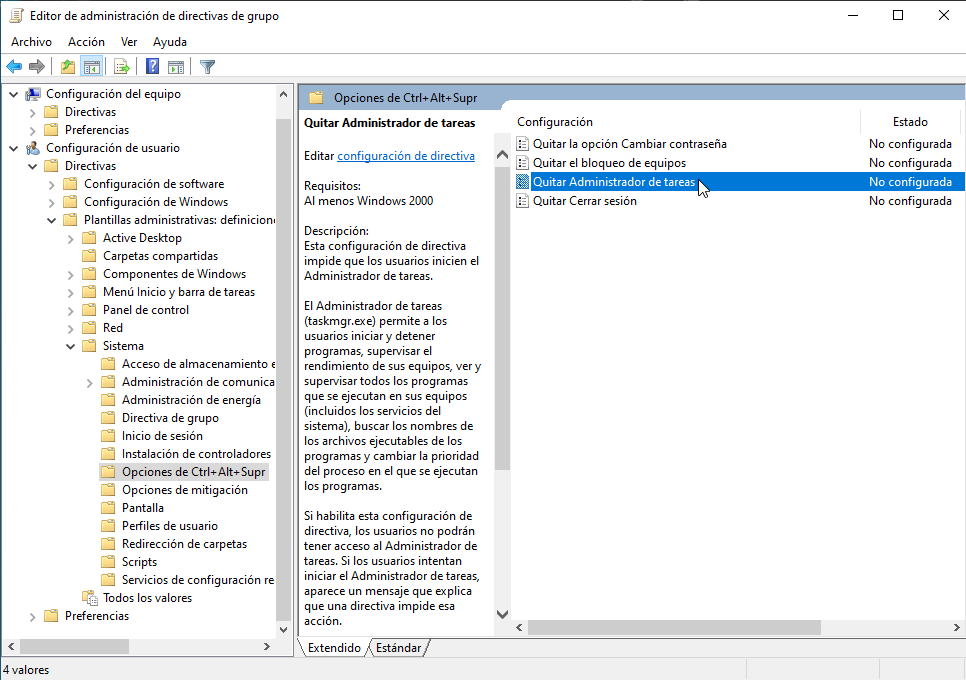 Editor de administración de directivas de grupo
Archivo Acción Ver Ayuda
Configuración del equipo
Directivas
Preferencias
Configuración de usuario
Directivas
Configuración de software
Configuración de Windows
Plantillas administrativas: definicion
Active Desktop
Carpetas compartidas
Componentes de Windows
Menú Inicio y barra de tareas
Panel de control
Red
Sistema
Acceso de almacenamiento e
Administración de comunica
Administración de energía
Directiva de grupo
Inicio de sesión
Instalación de controladores
Opciones de Ctrl+Alt+Supr
Opciones de mitigación
Pantalla
Perfiles de usuario
Redirección de carpetas
Scripts
Servicios de configuración re
Todos los valores
Preferencias
Opciones de Ctrl+Alt+Supr
Quitar Administrador de tareas
Editar configuración de directiva
Requisitos:
Al menos Windows 2000
Descripción:
Esta configuración de directiva
impide que los usuarios inicien el
Administrador de tareas.
El Administrador de tareas
(taskmgr.exe) permite a los
usuarios iniciar y detener
programas, supervisar el
rendimiento de sus equipos, ver y
supervisar todos los programas
que se ejecutan en sus equipos
(incluidos los servicios del
sistema), buscar los nombres de
los archivos ejecutables de los
programas y cambiar la prioridad
del proceso en el que se ejecutan
los programas.
Si habilita esta configuración de
directiva, los usuarios no podrán
tener acceso al Administrador de
tareas. Si los usuarios intentan
iniciar el Administrador de tareas,
aparece un mensaje que explica
que una directiva impide esa
acción.
Configuración Estado
Quitar la opción Cambiar contraseña No configurada
Quitar el bloqueo de equipos No configurada
Quitar Administrador de tareas No configurada
Quitar Cerrar sesión No configurada
Extendido Estándar
4 valores